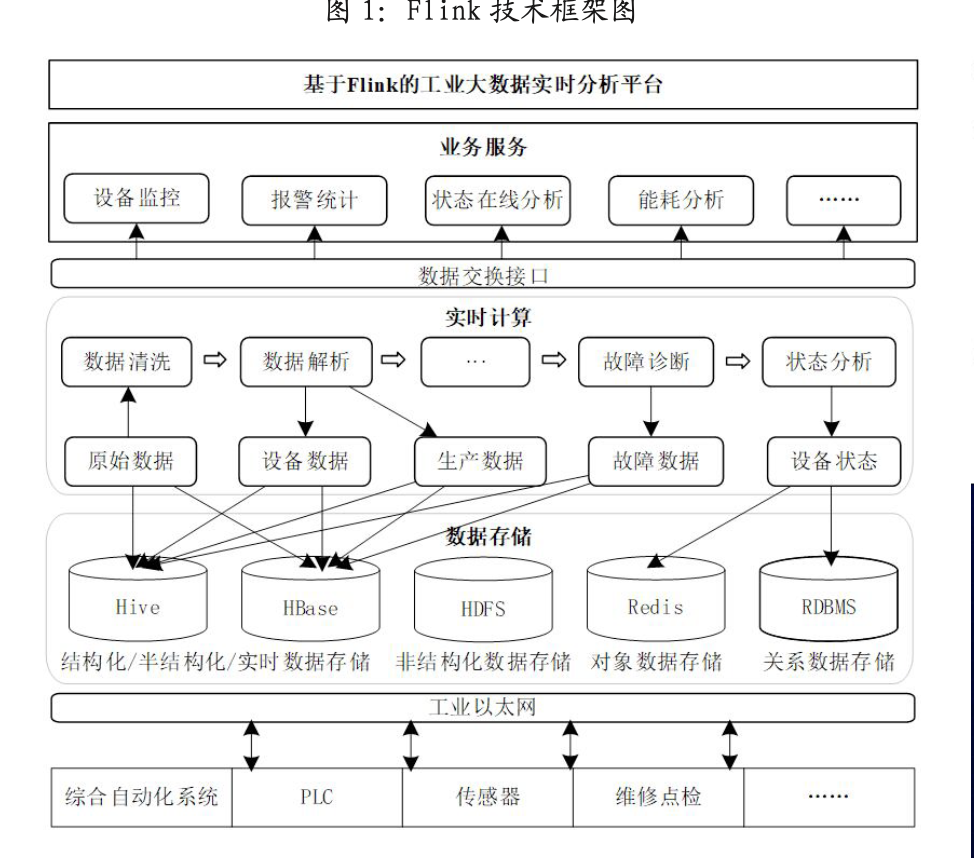 图 1: Flink 技术框架图
基于Flink的工业大数据实时分析平台
业务服务
设备监控 报警统计 状态在线分析 能耗分析 ……
数据交换接口
实时计算
数据清洗 数据解析 … 故障诊断 状态分析
原始数据 设备数据 生产数据 故障数据 设备状态
数据存储
Hive HBase HDFS Redis RDBMS
结构化/半结构化/实时数据存储 非结构化数据存储 对象数据存储 关系数据存储
工业以太网
综合自动化系统 PLC 传感器 维修点检 ……